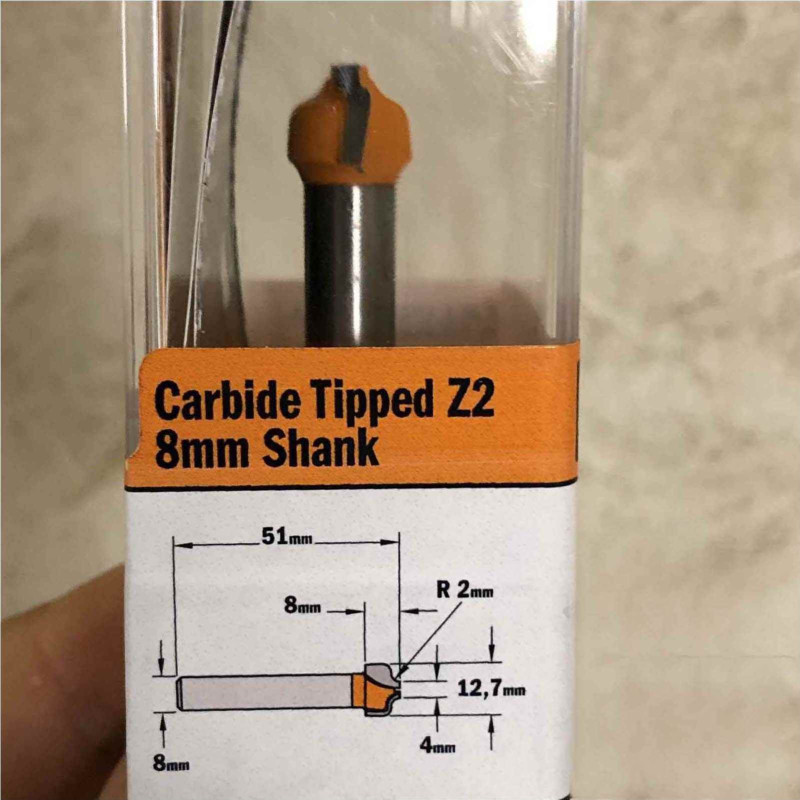 Carbide Tipped Z2
8mm Shank
51mm
8mm
R 2mm
12,7mm
4mm
8mm